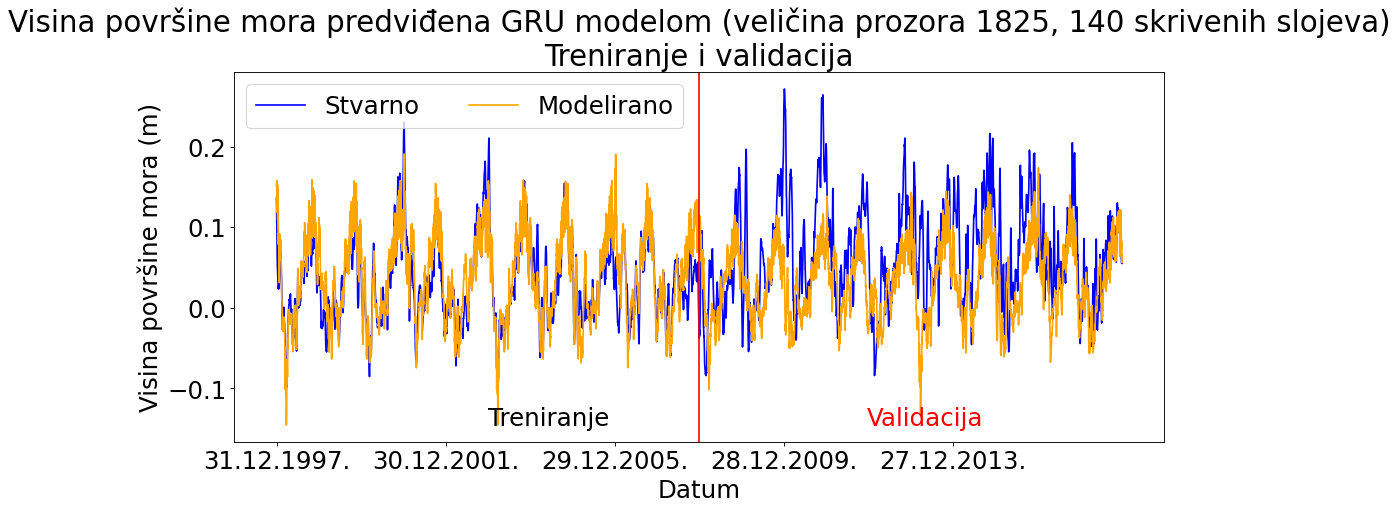 Visina površine mora predviđena GRU modelom (veličina prozora 1825, 140 skrivenih slojeva)
Treniranje i validacija
Stvarno
Modelirano
Visina površine mora (m)
0.2
0.1
0.0
−0.1
Treniranje
Validacija
31.12.1997.
30.12.2001.
29.12.2005.
28.12.2009.
27.12.2013.
Datum